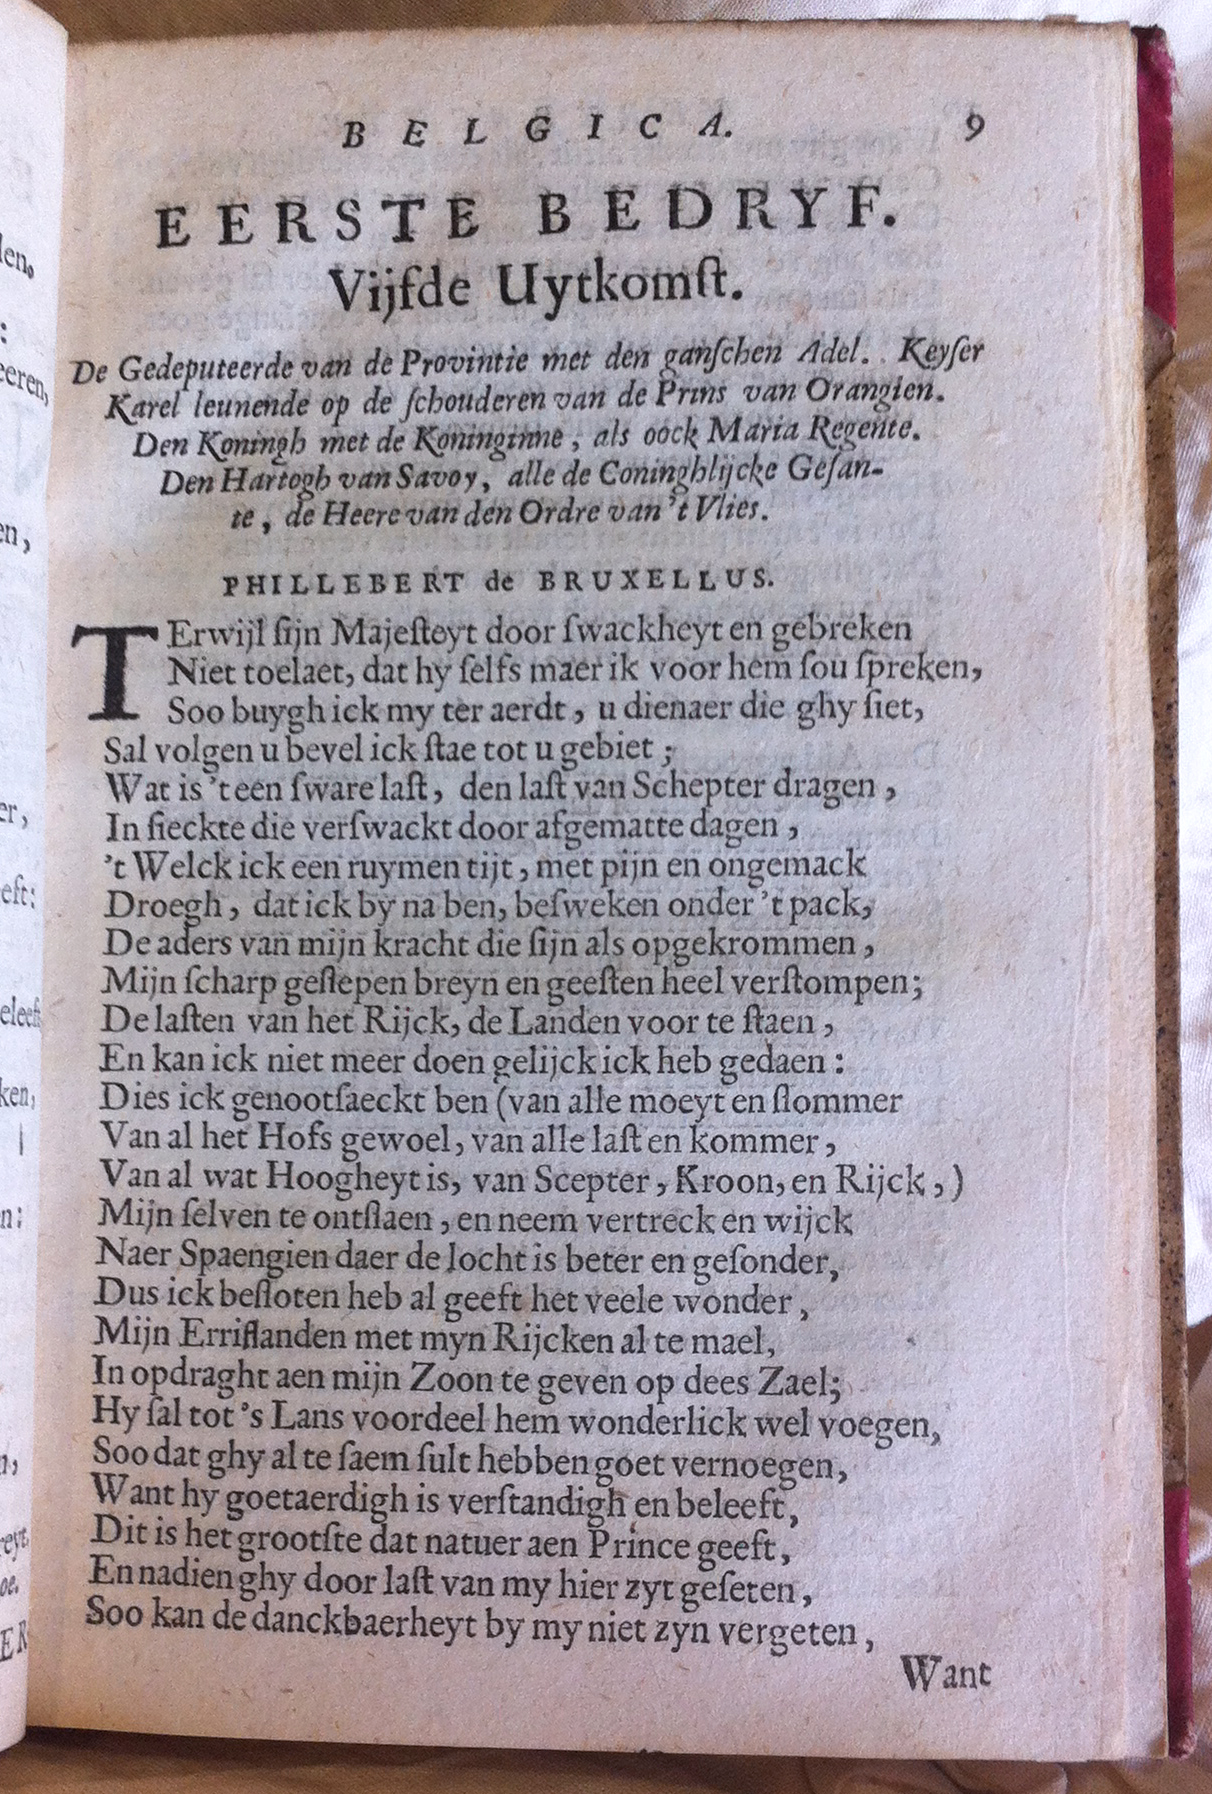 BELGICA. 9
EERSTE BEDRYF.
Vijfde Uytkomſt.
De Gedeputeerde van de Provintie met den ganſchen Adel. Keyſer
Karel leunende op de ſchouderen van de Prins van Orangien.
Den Koningh met de Koninginne, als oock Maria Regente.
Den Hartogh van Savoy, alle de Coninghlijcke Geſan-
te, de Heere van den Ordre van 't Vlies.
PHILLEBERT de BRUXELLUS.
TErwijl ſijn Majeſteyt door ſwackheyt en gebreken
Niet toelaet, dat hy ſelfs maer ik voor hem ſou ſpreken,
Soo buygh ick my ter aerdt, u dienaer die ghy ſiet,
Sal volgen u bevel ick ſtae tot u gebiet;
Wat is 't een ſware laſt, den laſt van Schepter dragen,
In ſieckte die verſwackt door afgematte dagen,
't Welck ick een ruymen tijt, met pijn en ongemack
Droegh, dat ick by na ben, beſweken onder 't pack,
De aders van mijn kracht die ſijn als opgekrommen,
Mijn ſcharp geſlepen breyn en geeſten heel verſtompen;
De laſten van het Rijck, de Landen voor te ſtaen,
En kan ick niet meer doen gelijck ick heb gedaen:
Dies ick genootſaeckt ben (van alle moeyt en ſlommer
Van al het Hofs gewoel, van alle laſt en kommer,
Van al wat Hoogheyt is, van Scepter, Kroon, en Rijck,)
Mijn ſelven te ontſlaen, en neem vertreck en wijck
Naer Spaengien daer de locht is beter en geſonder,
Dus ick beſloten heb al geeft het veele wonder,
Mijn Erriflanden met myn Rijcken al te mael,
In opdraght aen mijn Zoon te geven op dees Zael;
Hy ſal tot 's Lans voordeel hem wonderlick wel voegen,
Soo dat ghy al te ſaem ſult hebben goet vernoegen,
Want hy goetaerdigh is verſtandigh en beleeft,
Dit is het grootſte dat natuer aen Prince geeft,
En nadien ghy door laſt van my hier zyt geſeten,
Soo kan de danckbaerheyt by my niet zyn vergeten,
Want